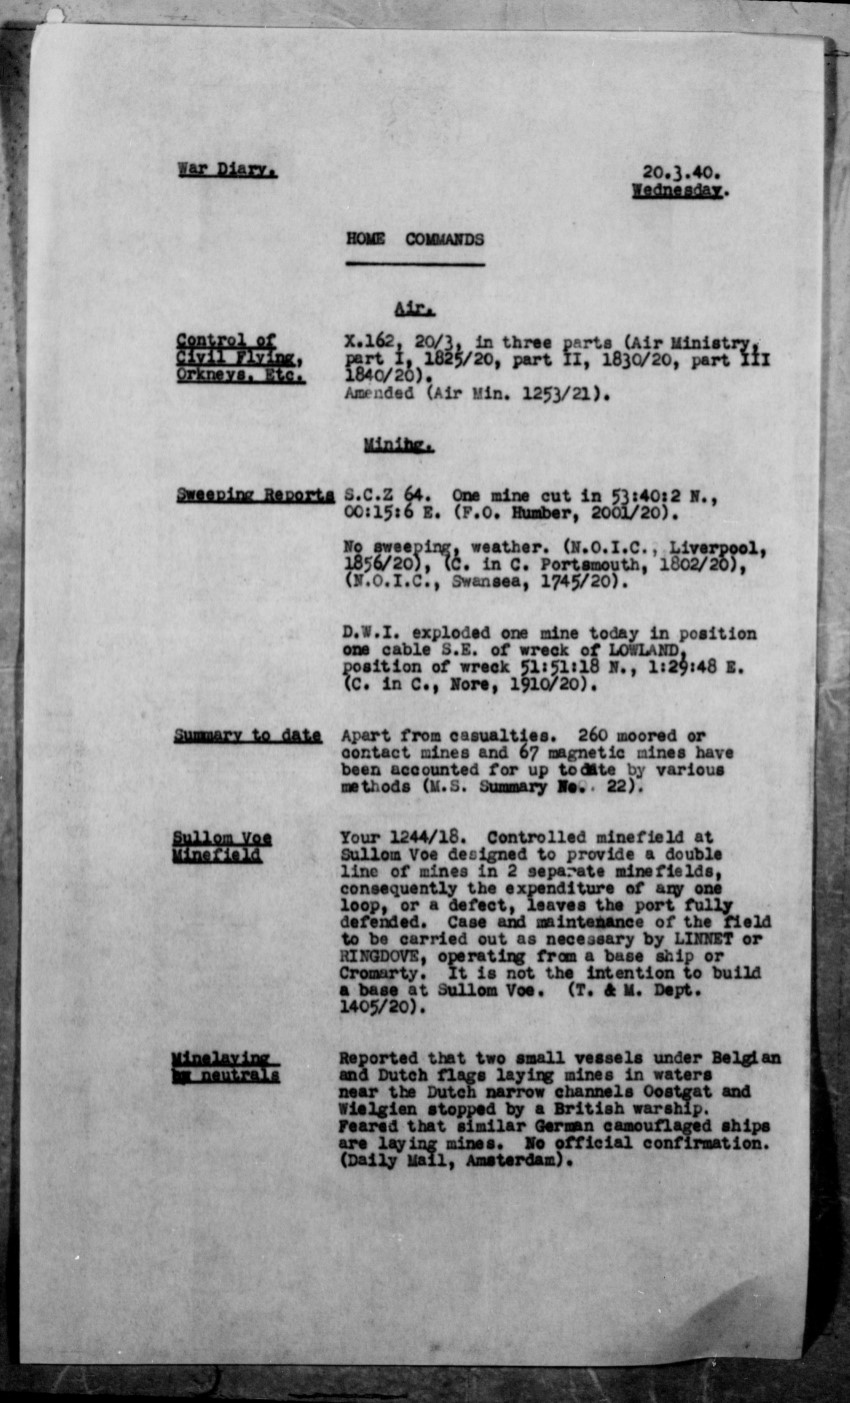 War Diary.
20.3.40.
Wednesday.
HOME COMMANDS
Air.
Control of
Civil Flying,
Orkneys. Etc.
X.162, 20/3, in three parts (Air Ministry,
part I, 1825/20, part II, 1830/20, part III
1840/20).
Amended (Air Min. 1253/21).
Mining.
Sweeping Reports
S.C.Z 64. One mine cut in 53:40:2 N.,
00:15:6 E. (F.O. Humber, 2001/20).
No sweeping, weather. (N.O.I.C., Liverpool,
1856/20), (C. in C. Portsmouth, 1802/20),
(N.O.I.C., Swansea, 1745/20).
D.W.I. exploded one mine today in position
one cable S.E. of wreck of LOWLAND,
position of wreck 51:51:18 N., 1:29:48 E.
(C. in C., Nore, 1910/20).
Summary to date
Apart from casualties. 260 moored or
contact mines and 67 magnetic mines have
been accounted for up to date by various
methods (M.S. Summary No. 22).
Sullom Voe
Minefield
Your 1244/18. Controlled minefield at
Sullom Voe designed to provide a double
line of mines in 2 separate minefields,
consequently the expenditure of any one
loop, or a defect, leaves the port fully
defended. Case and maintenance of the field
to be carried out as necessary by LINNET or
RINGDOVE, operating from a base ship or
Cromarty. It is not the intention to build
a base at Sullom Voe. (T. & M. Dept.
1405/20).
Minelaying
by neutrals
Reported that two small vessels under Belgian
and Dutch flags laying mines in waters
near the Dutch narrow channels Oostgat and
Wielgien stopped by a British warship.
Feared that similar German camouflaged ships
are laying mines. No official confirmation.
(Daily Mail, Amsterdam).